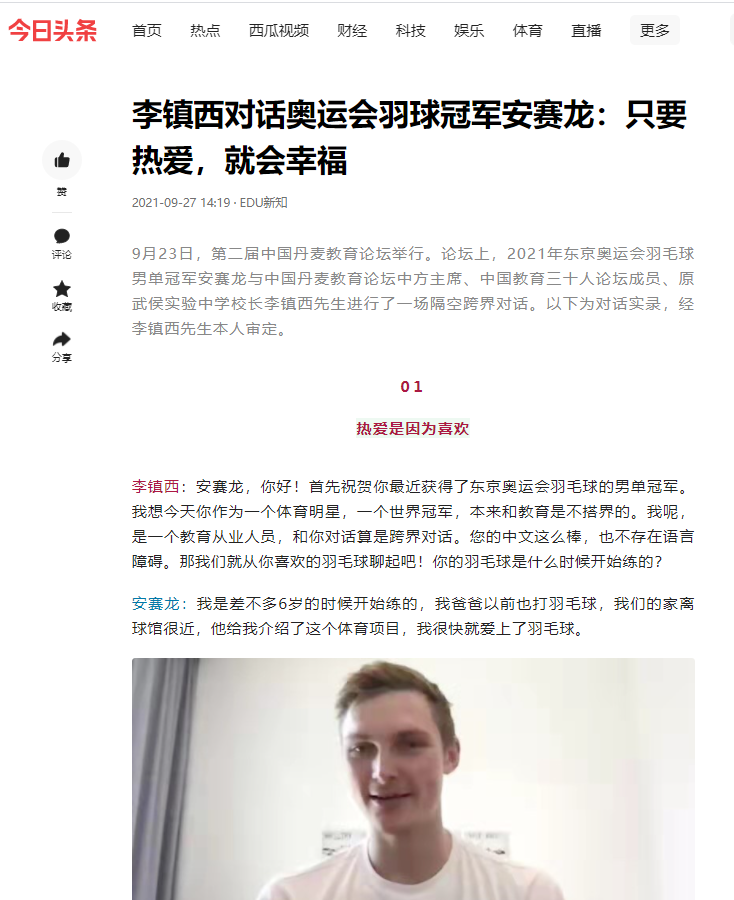 今日头条
首页 热点 西瓜视频 财经 科技 娱乐 体育 直播 更多
李镇西对话奥运会羽球冠军安赛龙：只要
热爱，就会幸福
2021-09-27 14:19 · EDU新知
赞
评论
收藏
分享
9月23日，第二届中国丹麦教育论坛举行。论坛上，2021年东京奥运会羽毛球
男单冠军安赛龙与中国丹麦教育论坛中方主席、中国教育三十人论坛成员、原
武侯实验中学校长李镇西先生进行了一场隔空跨界对话。以下为对话实录，经
李镇西先生本人审定。
01
热爱是因为喜欢
李镇西：安赛龙，你好！首先祝贺你最近获得了东京奥运会羽毛球的男单冠军。
我想今天你作为一个体育明星，一个世界冠军，本来和教育是不搭界的。我呢，
是一个教育从业人员，和你对话算是跨界对话。您的中文这么棒，也不存在语言
障碍。那我们就从你喜欢的羽毛球聊起吧！你的羽毛球是什么时候开始练的？
安赛龙：我是差不多6岁的时候开始练的，我爸爸以前也打羽毛球，我们的家离
球馆很近，他给我介绍了这个体育项目，我很快就爱上了羽毛球。